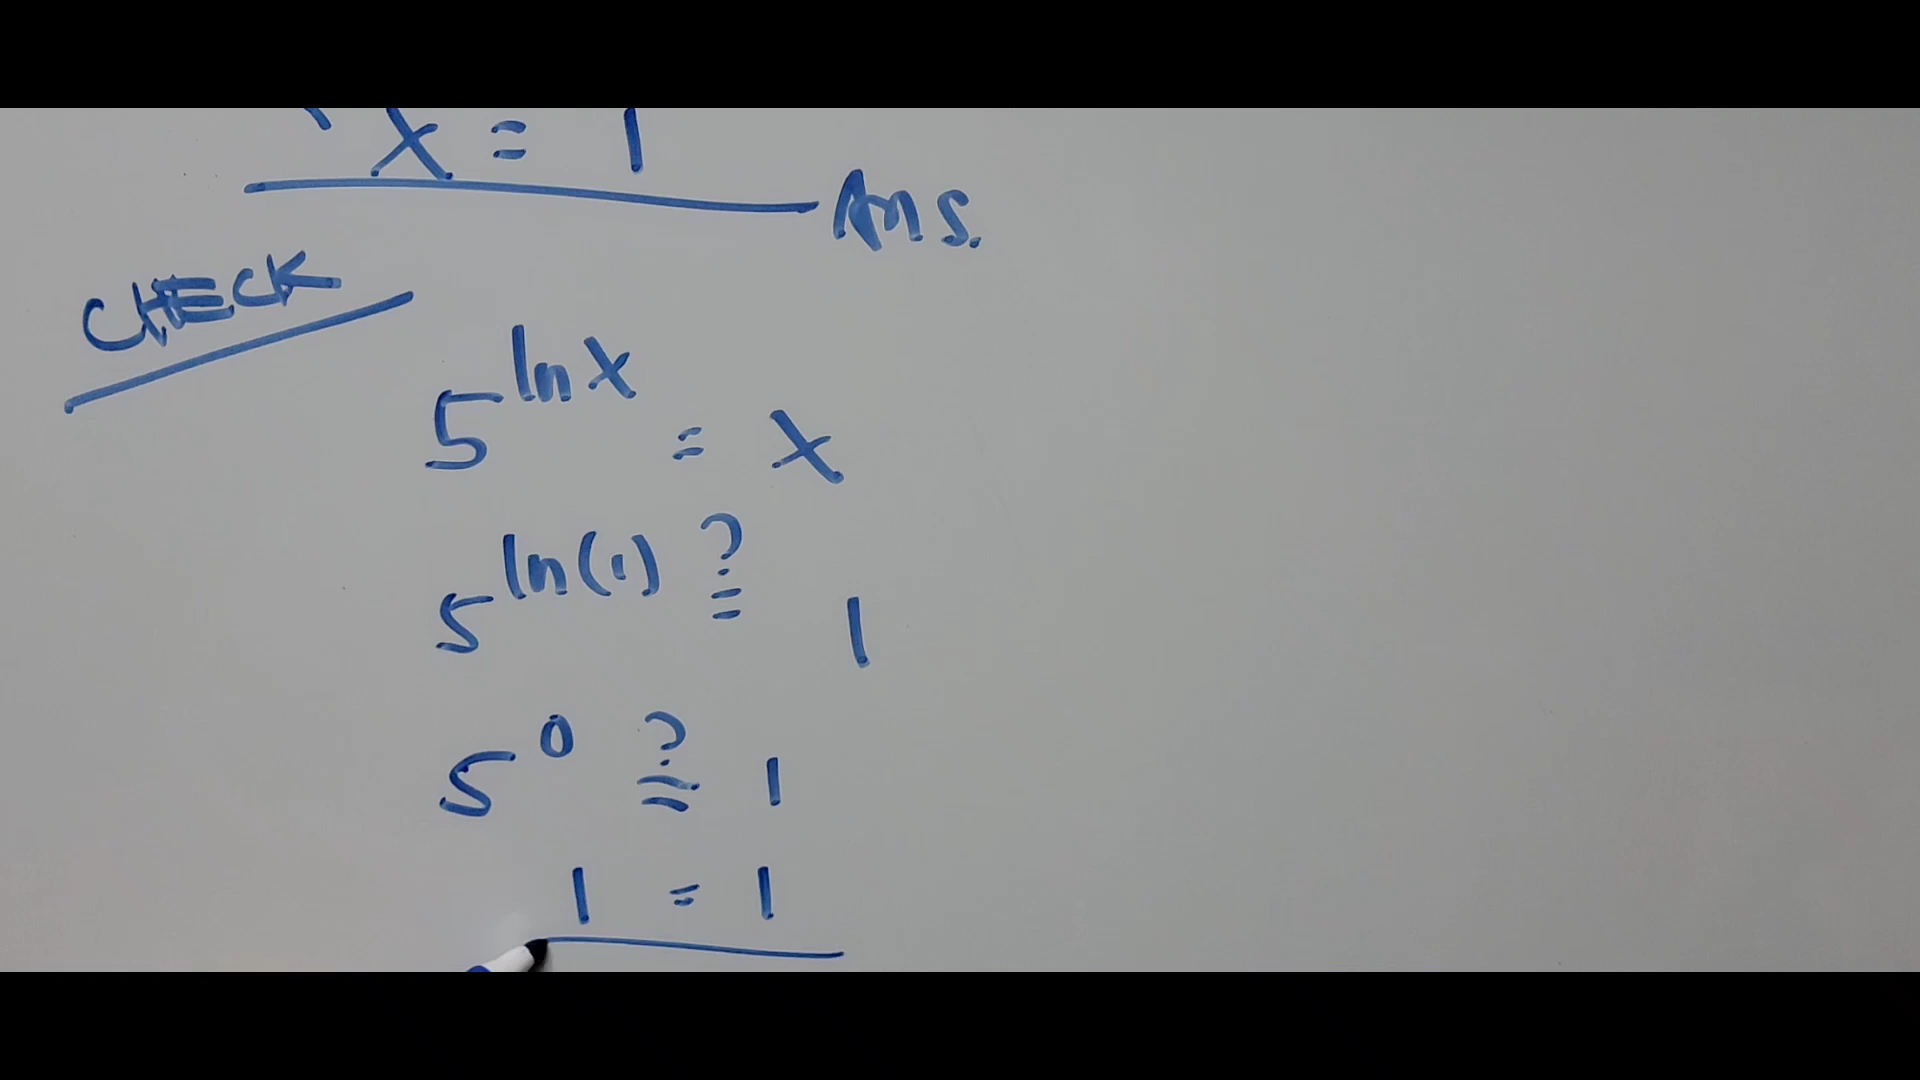 x = 1
Ans.
CHECK
5^ln x = x
5^ln(1) ?= 1
5^0 ?= 1
1 = 1